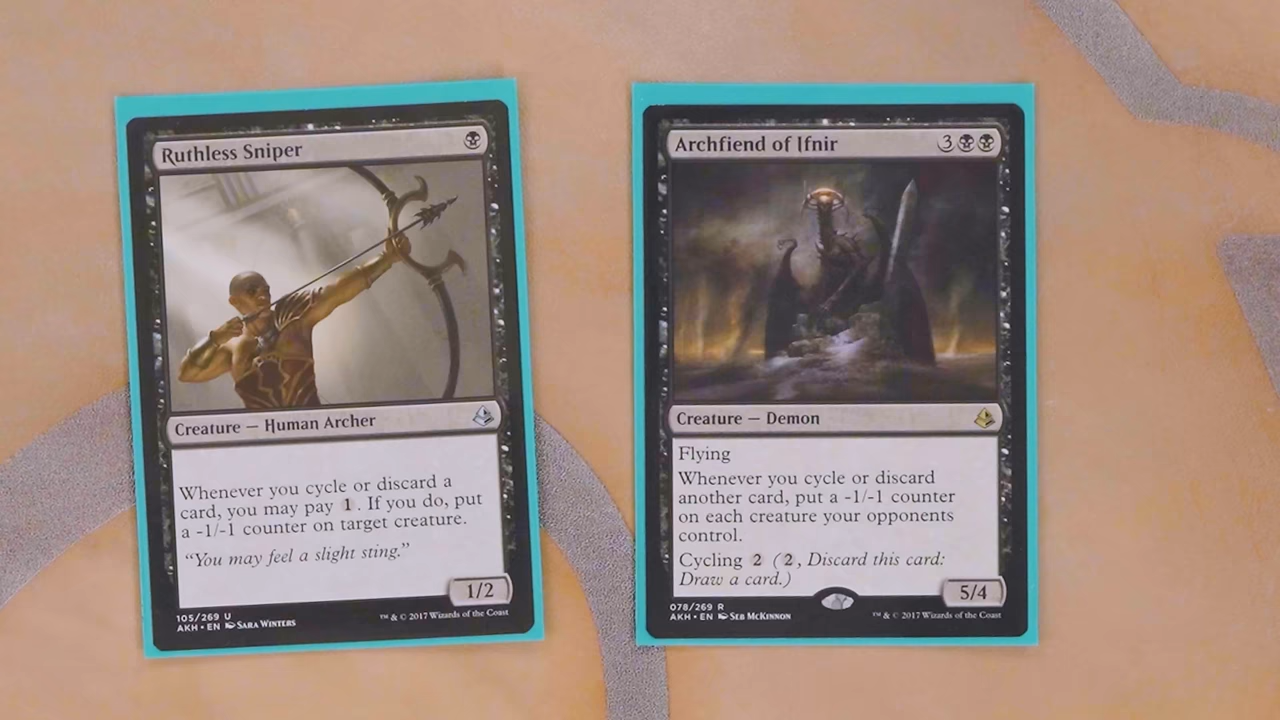 Ruthless Sniper
Creature — Human Archer
Whenever you cycle or discard a
card, you may pay 1. If you do, put
a -1/-1 counter on target creature.
“You may feel a slight sting.”
1/2
105/269 U
AKH • EN Sara Winters
™ & © 2017 Wizards of the Coast
Archfiend of Ifnir
3
Creature — Demon
Flying
Whenever you cycle or discard
another card, put a -1/-1 counter
on each creature your opponents
control.
Cycling 2 (2, Discard this card:
Draw a card.)
5/4
078/269 R
AKH • EN Seb McKinnon
™ & © 2017 Wizards of the Coast